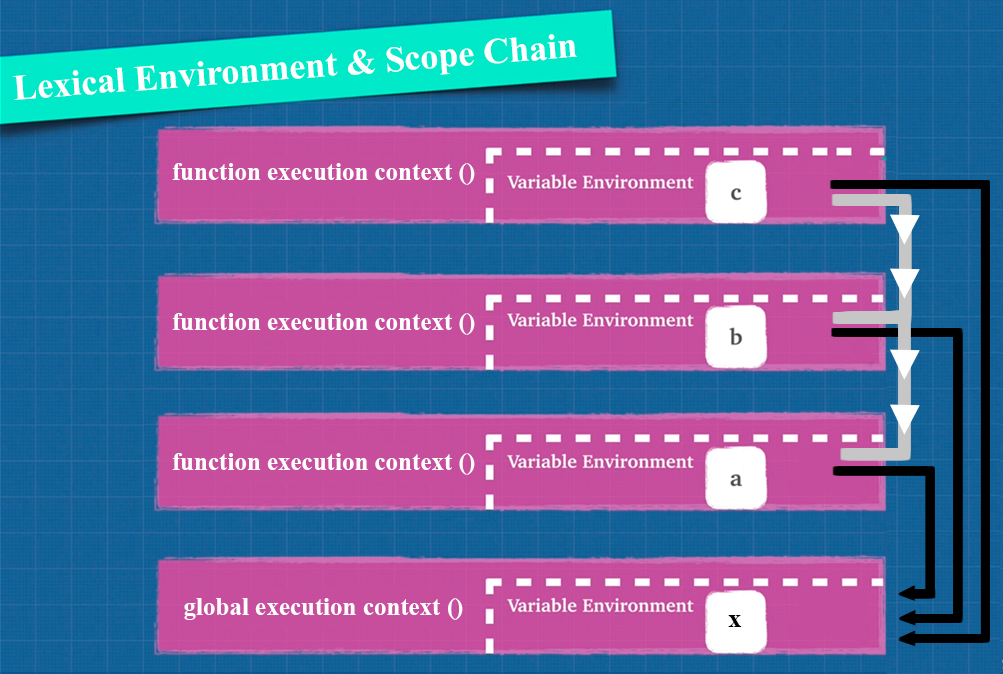 Lexical Environment & Scope Chain
function execution context ()
Variable Environment
c
function execution context ()
Variable Environment
b
function execution context ()
Variable Environment
a
global execution context ()
Variable Environment
x